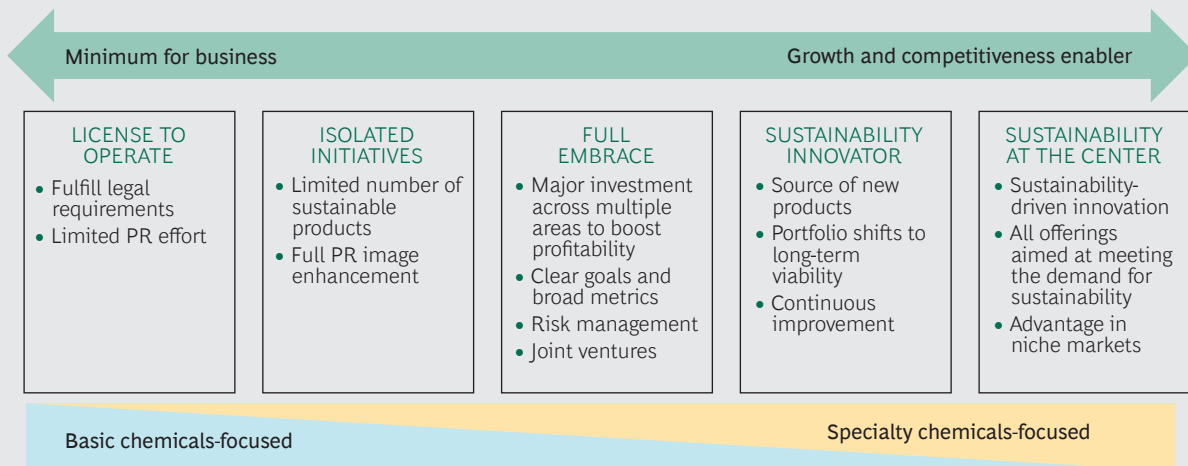 Minimum for business
Growth and competitiveness enabler
LICENSE TO
OPERATE
• Fulfill legal
requirements
• Limited PR effort
ISOLATED
INITIATIVES
• Limited number of
sustainable
products
• Full PR image
enhancement
FULL
EMBRACE
• Major investment
across multiple
areas to boost
profitability
• Clear goals and
broad metrics
• Risk management
• Joint ventures
SUSTAINABILITY
INNOVATOR
• Source of new
products
• Portfolio shifts to
long-term
viability
• Continuous
improvement
SUSTAINABILITY
AT THE CENTER
• Sustainability-
driven innovation
• All offerings
aimed at meeting
the demand for
sustainability
• Advantage in
niche markets
Basic chemicals-focused
Specialty chemicals-focused